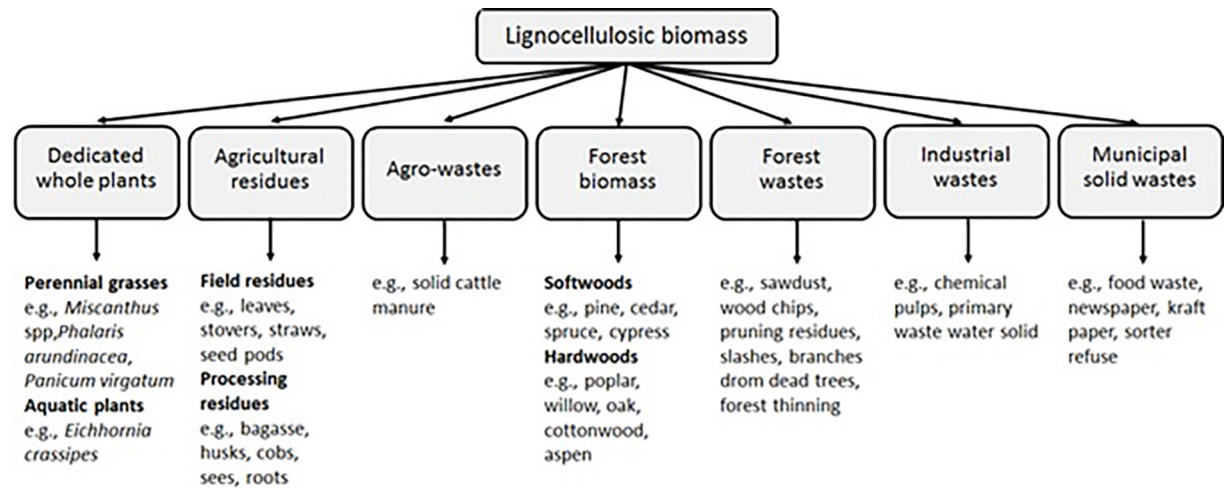 Lignocellulosic biomass
Dedicated
whole plants
Agricultural
residues
Agro-wastes
Forest
biomass
Forest
wastes
Industrial
wastes
Municipal
solid wastes
Perennial grasses
e.g., Miscanthus
spp,Phalaris
arundinacea,
Panicum virgatum
Aquatic plants
e.g., Eichhornia
crassipes
Field residues
e.g., leaves,
stovers, straws,
seed pods
Processing
residues
e.g., bagasse,
husks, cobs,
sees, roots
e.g., solid cattle
manure
Softwoods
e.g., pine, cedar,
spruce, cypress
Hardwoods
e.g., poplar,
willow, oak,
cottonwood,
aspen
e.g., sawdust,
wood chips,
pruning residues,
slashes, branches
drom dead trees,
forest thinning
e.g., chemical
pulps, primary
waste water solid
e.g., food waste,
newspaper, kraft
paper, sorter
refuse